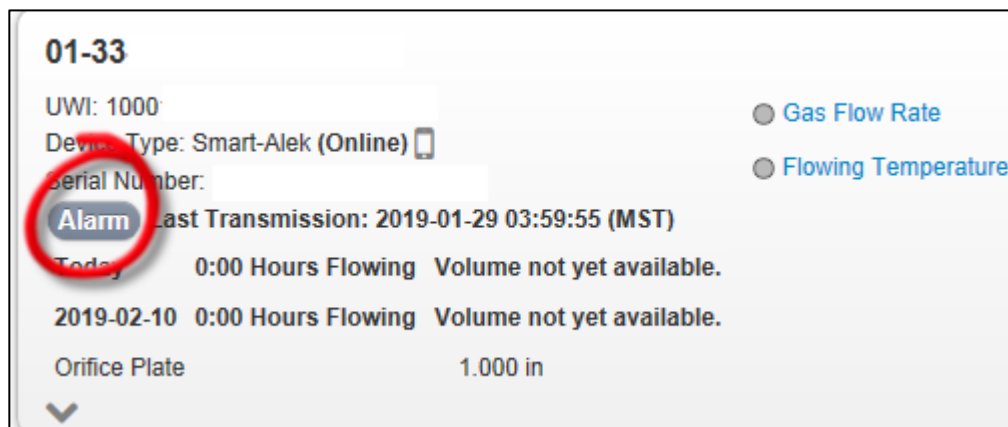 01-33
UWI: 1000
Device Type: Smart-Alek (Online)
Serial Number:
Alarm Last Transmission: 2019-01-29 03:59:55 (MST)
Today 0:00 Hours Flowing Volume not yet available.
2019-02-10 0:00 Hours Flowing Volume not yet available.
Orifice Plate 1.000 in
Gas Flow Rate
Flowing Temperature